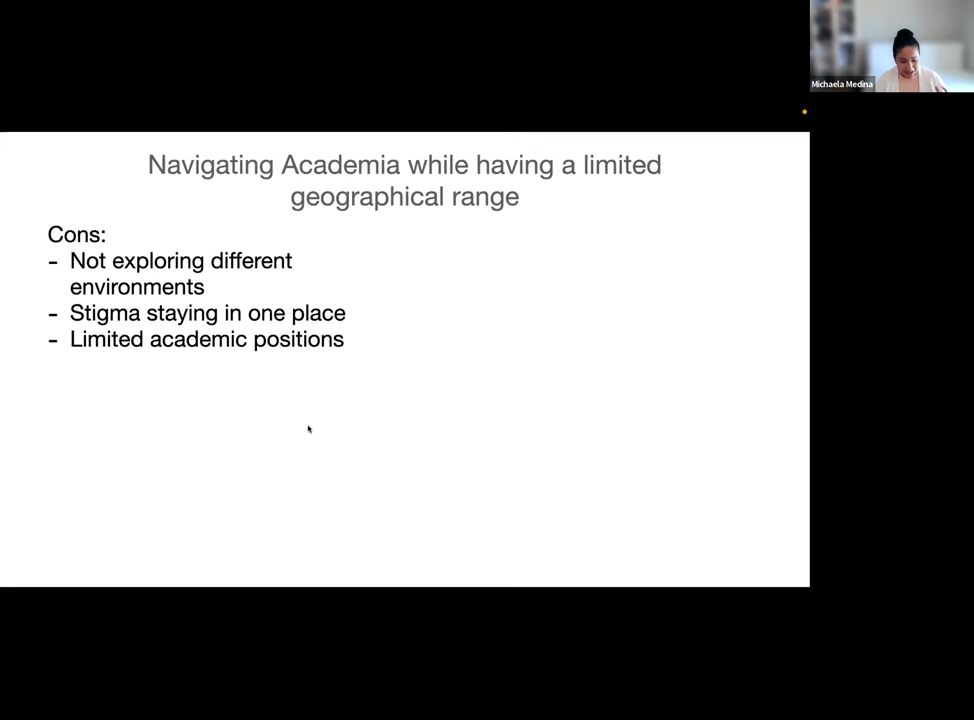 Michaela Medina
Navigating Academia while having a limited
geographical range
Cons:
- Not exploring different
environments
- Stigma staying in one place
- Limited academic positions